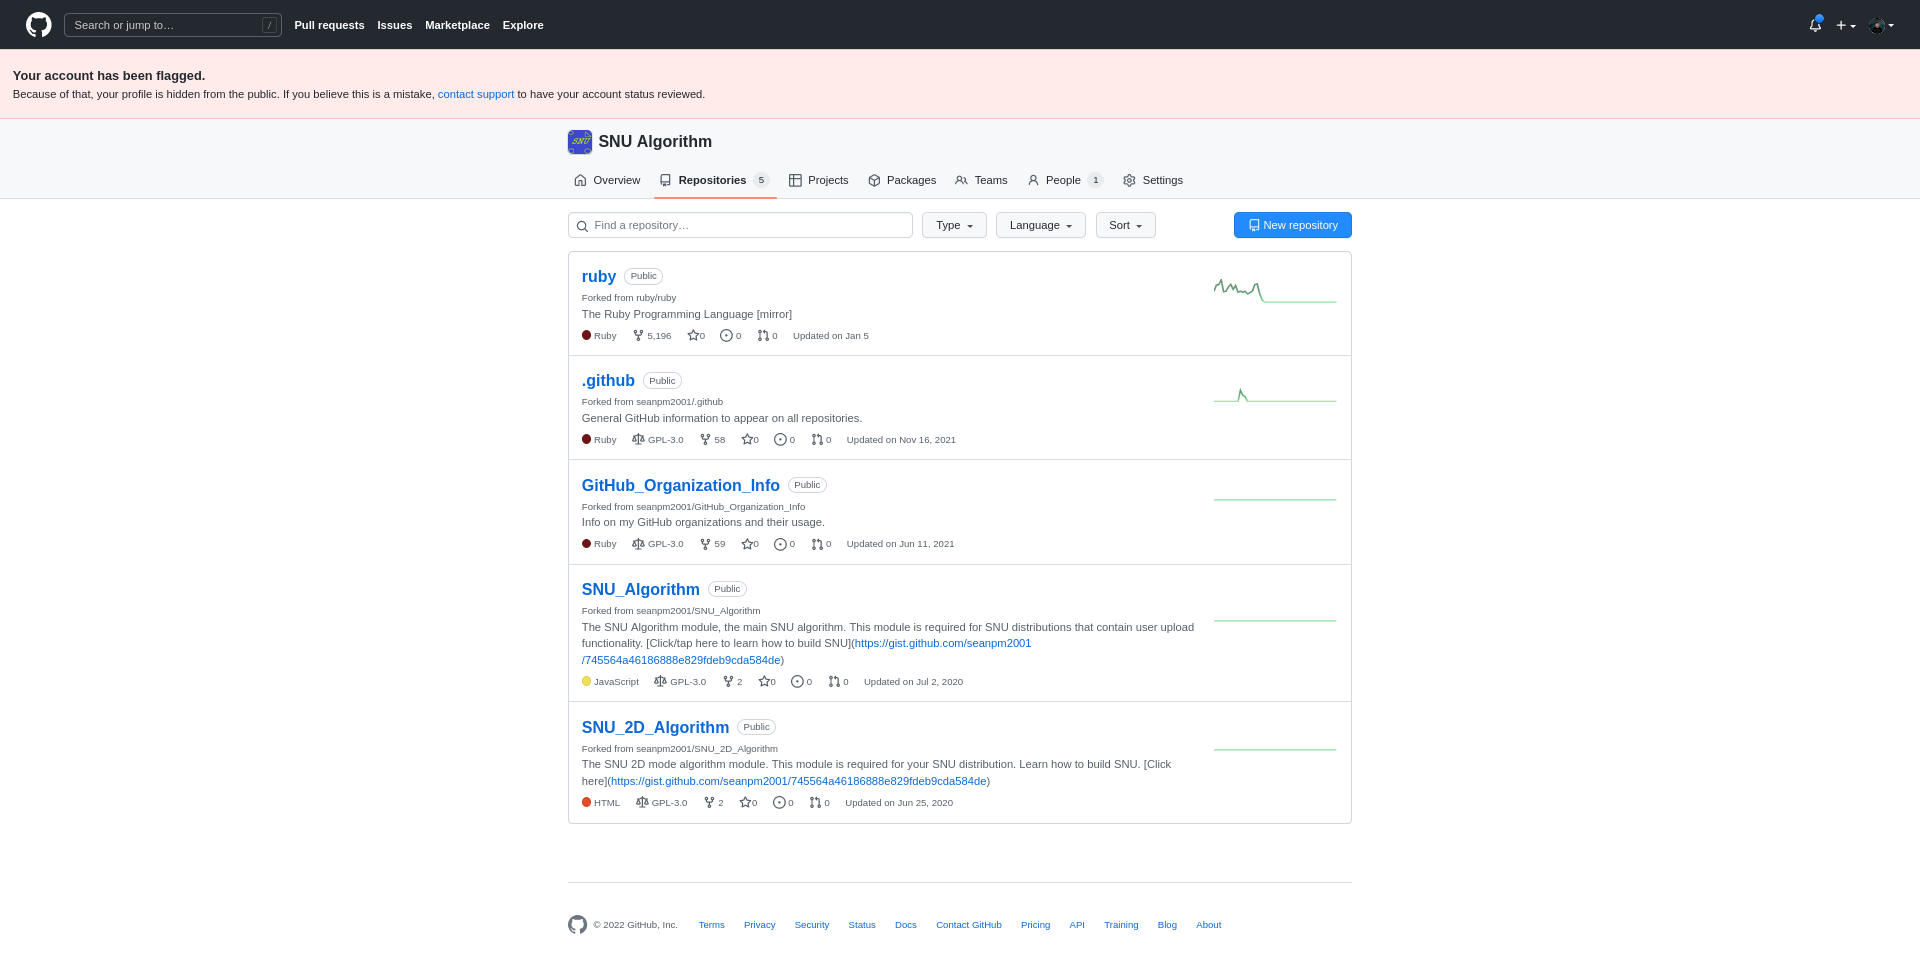 Search or jump to… /
Pull requests Issues Marketplace Explore
Your account has been flagged.
Because of that, your profile is hidden from the public. If you believe this is a mistake, contact support to have your account status reviewed.
SNU
SNU Algorithm
Overview Repositories 5 Projects Packages Teams People 1 Settings
Find a repository… Type Language Sort New repository
ruby Public
Forked from ruby/ruby
The Ruby Programming Language [mirror]
Ruby 5,196 0 0 0 Updated on Jan 5
.github Public
Forked from seanpm2001/.github
General GitHub information to appear on all repositories.
Ruby GPL-3.0 58 0 0 0 Updated on Nov 16, 2021
GitHub_Organization_Info Public
Forked from seanpm2001/GitHub_Organization_Info
Info on my GitHub organizations and their usage.
Ruby GPL-3.0 59 0 0 0 Updated on Jun 11, 2021
SNU_Algorithm Public
Forked from seanpm2001/SNU_Algorithm
The SNU Algorithm module, the main SNU algorithm. This module is required for SNU distributions that contain user upload
functionality. [Click/tap here to learn how to build SNU](https://gist.github.com/seanpm2001
/745564a46186888e829fdeb9cda584de)
JavaScript GPL-3.0 2 0 0 0 Updated on Jul 2, 2020
SNU_2D_Algorithm Public
Forked from seanpm2001/SNU_2D_Algorithm
The SNU 2D mode algorithm module. This module is required for your SNU distribution. Learn how to build SNU. [Click
here](https://gist.github.com/seanpm2001/745564a46186888e829fdeb9cda584de)
HTML GPL-3.0 2 0 0 0 Updated on Jun 25, 2020
© 2022 GitHub, Inc. Terms Privacy Security Status Docs Contact GitHub Pricing API Training Blog About